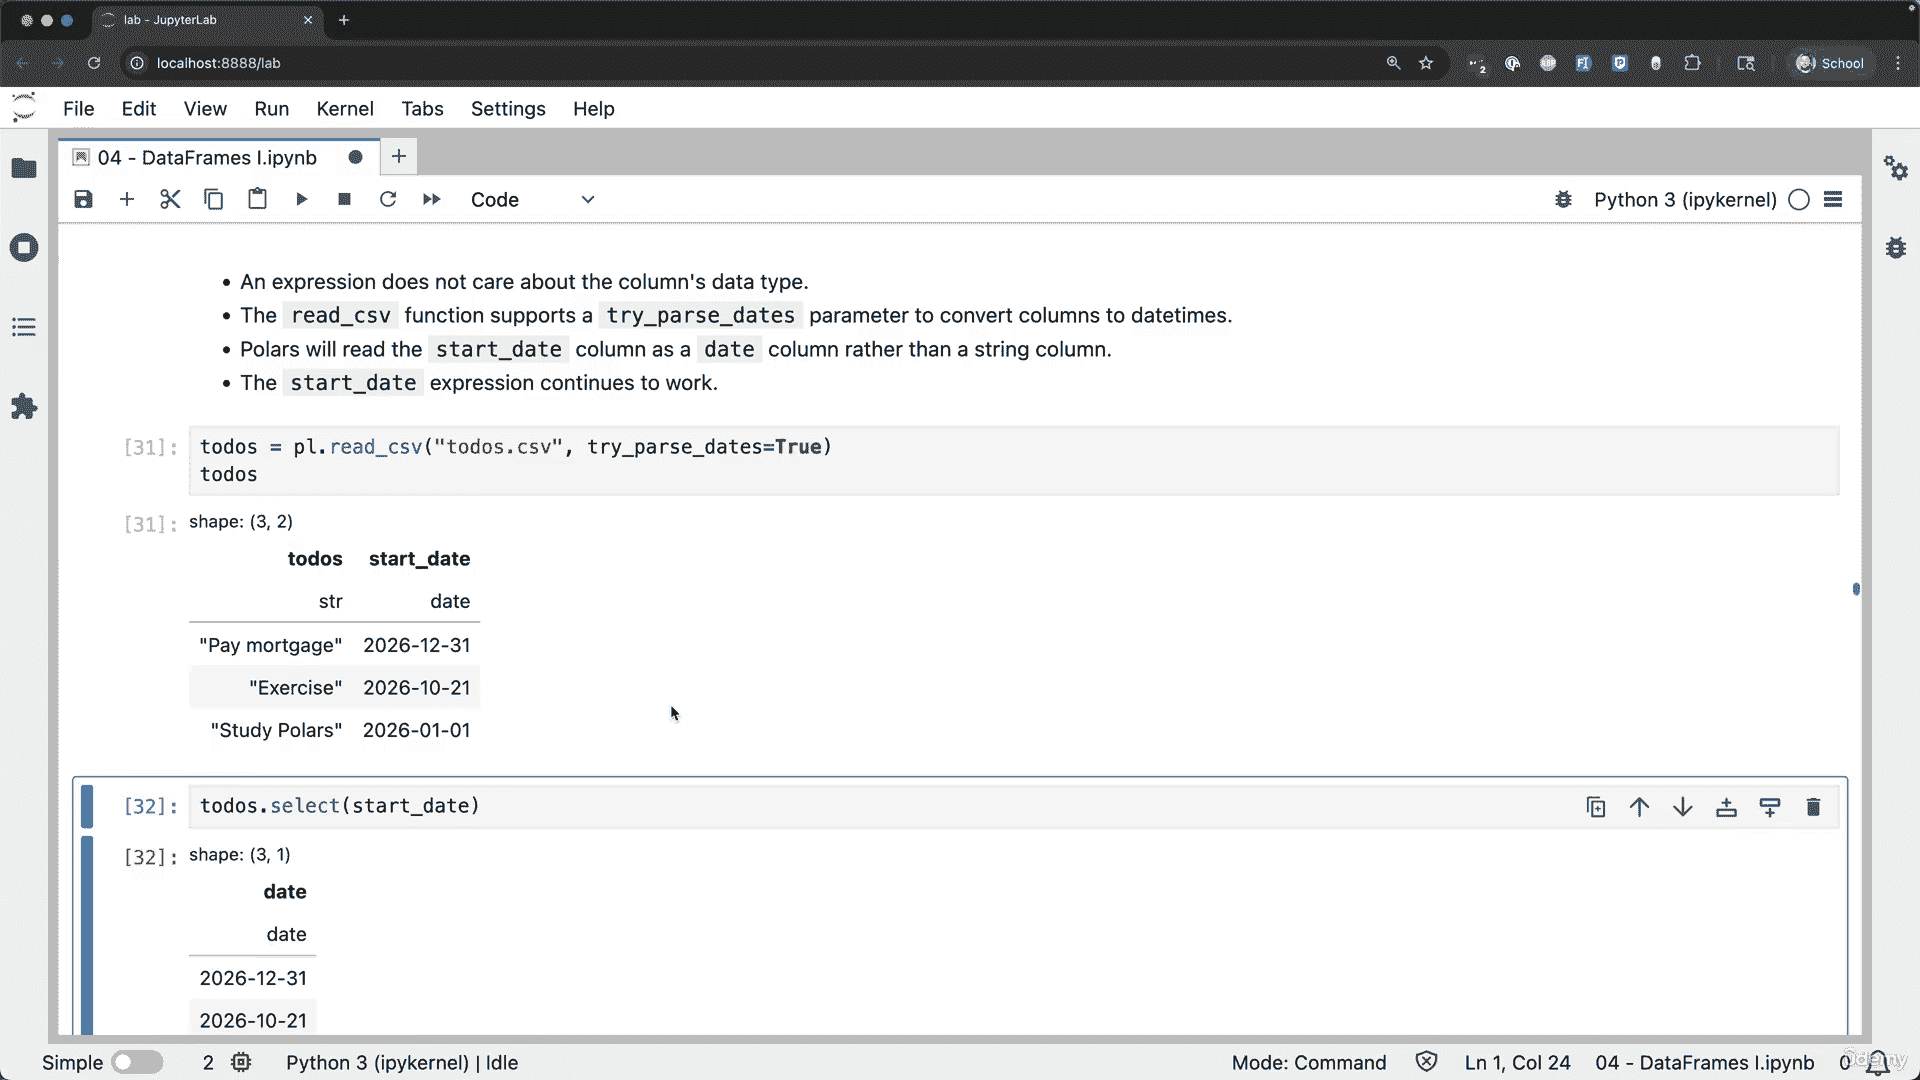 lab - JupyterLab
localhost:8888/lab
2
ABP
School
File Edit View Run Kernel Tabs Settings Help
04 - DataFrames I.ipynb
Code
Python 3 (ipykernel)
• An expression does not care about the column's data type.
• The read_csv function supports a try_parse_dates parameter to convert columns to datetimes.
• Polars will read the start_date column as a date column rather than a string column.
• The start_date expression continues to work.
[31]: todos = pl.read_csv("todos.csv", try_parse_dates=True)
todos
[31]: shape: (3, 2)
todos start_date
str date
"Pay mortgage" 2026-12-31
"Exercise" 2026-10-21
"Study Polars" 2026-01-01
[32]: todos.select(start_date)
[32]: shape: (3, 1)
date
date
2026-12-31
2026-10-21
Simple 2 Python 3 (ipykernel) | Idle Mode: Command Ln 1, Col 24 04 - DataFrames I.ipynb 0
udemy